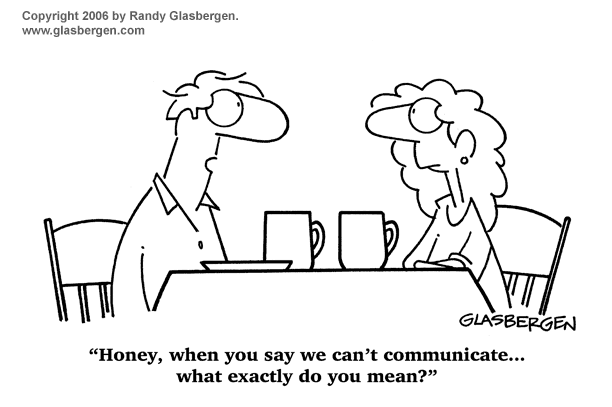 Copyright 2006 by Randy Glasbergen.
www.glasbergen.com
GLASBERGEN
“Honey, when you say we can’t communicate...
what exactly do you mean?”